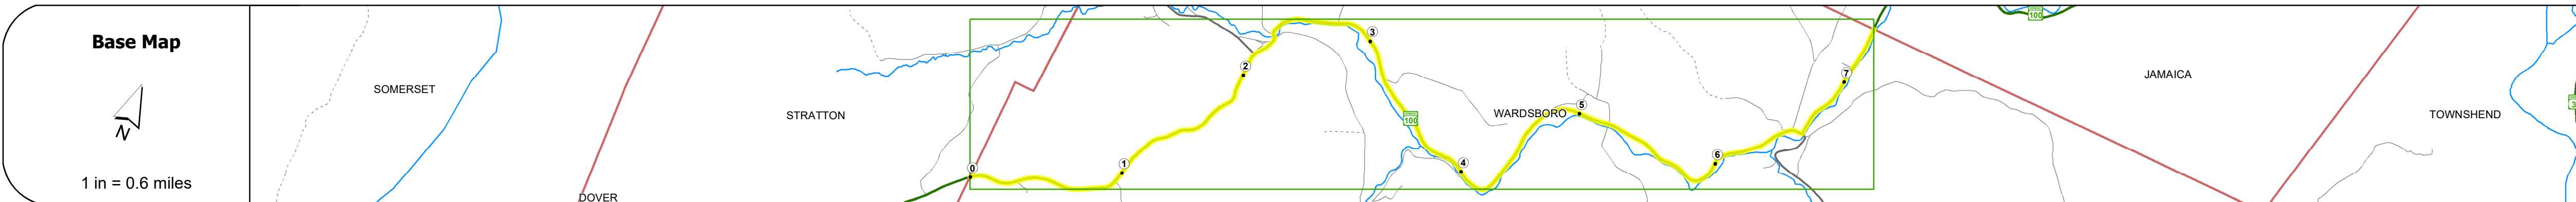 Base Map
N
1 in = 0.6 miles
SOMERSET
DOVER
STRATTON
0
1
2
3
100
4
WARDSBORO
5
6
7
100
JAMAICA
TOWNSHEND
3